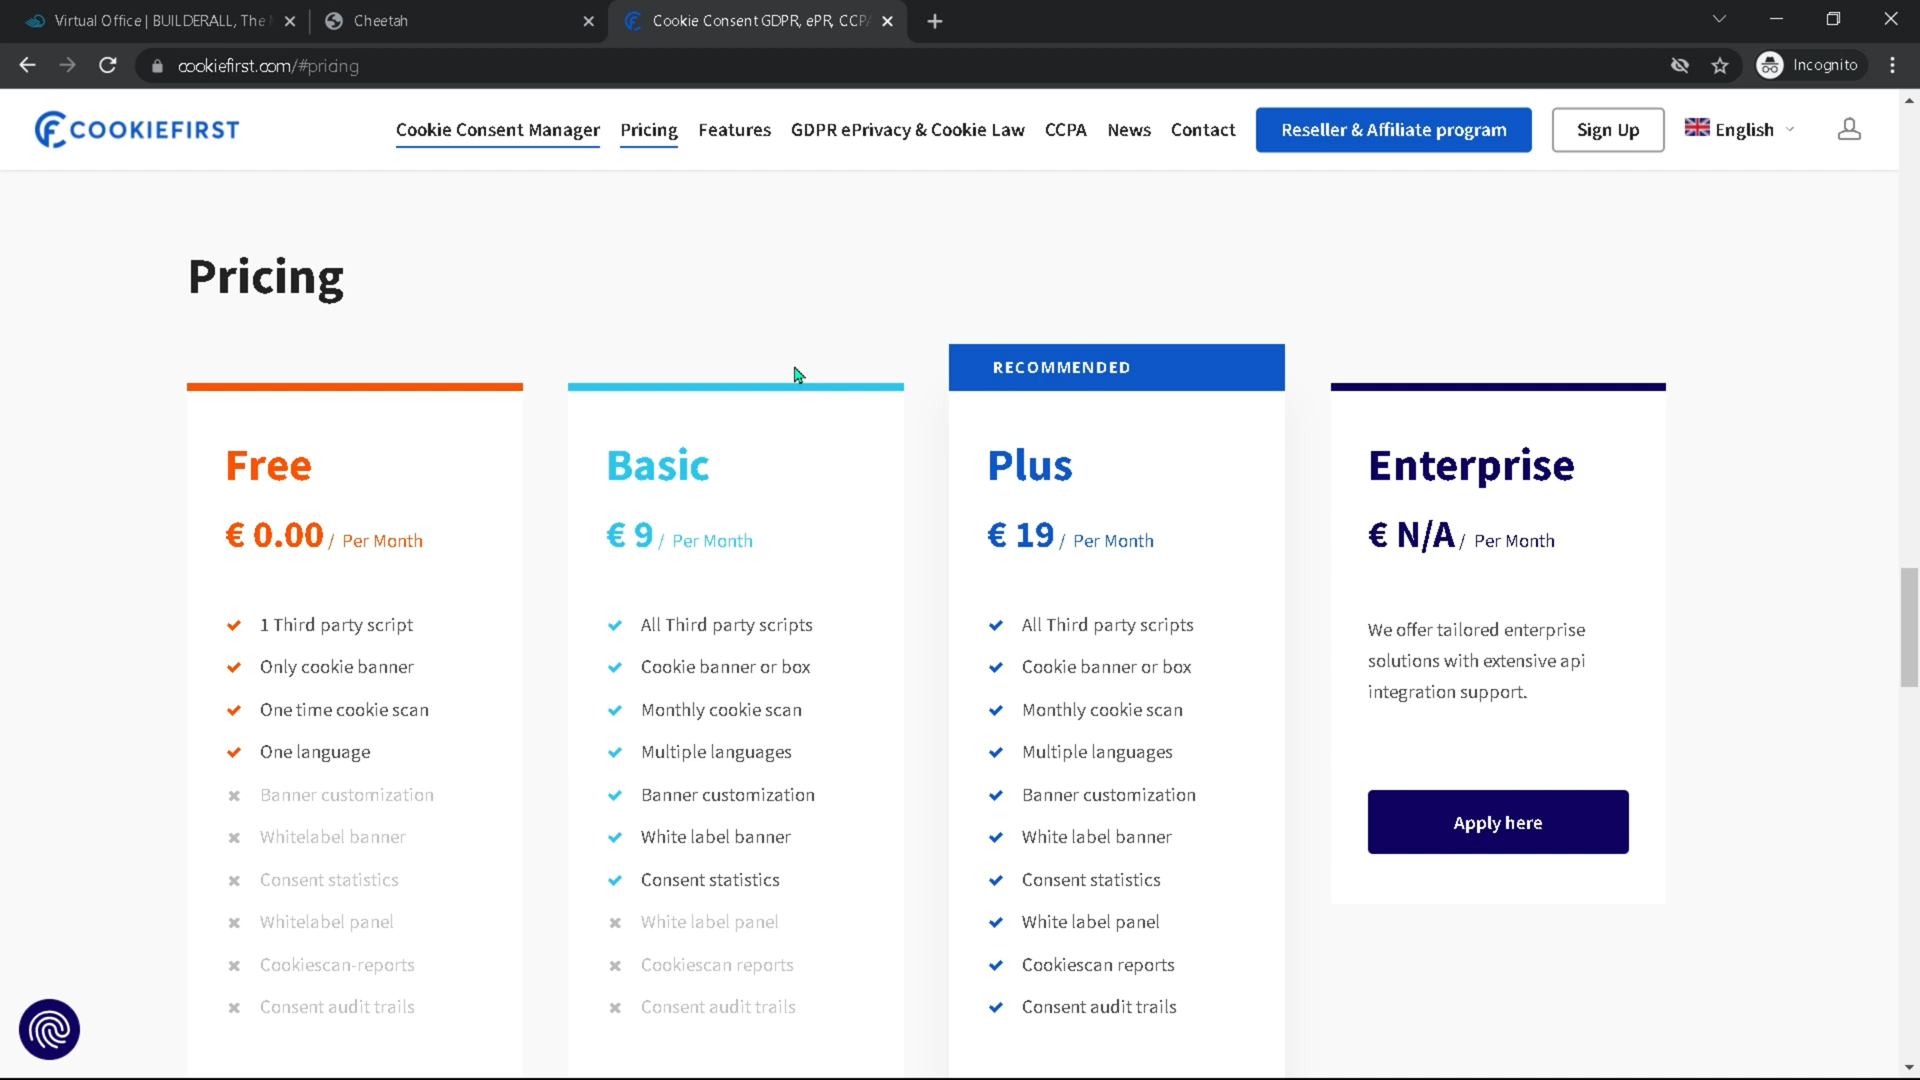 Virtual Office | BUILDERALL, The
Cheetah
Cookie Consent GDPR, ePR, CCPA
cookiefirst.com/#pricing
Incognito
COOKIEFIRST
Cookie Consent Manager
Pricing
Features
GDPR ePrivacy & Cookie Law
CCPA
News
Contact
Reseller & Affiliate program
Sign Up
English
Pricing
Free
€ 0.00 / Per Month
1 Third party script
Only cookie banner
One time cookie scan
One language
Banner customization
Whitelabel banner
Consent statistics
Whitelabel panel
Cookiescan-reports
Consent audit trails
Basic
€ 9 / Per Month
All Third party scripts
Cookie banner or box
Monthly cookie scan
Multiple languages
Banner customization
White label banner
Consent statistics
White label panel
Cookiescan reports
Consent audit trails
RECOMMENDED
Plus
€ 19 / Per Month
All Third party scripts
Cookie banner or box
Monthly cookie scan
Multiple languages
Banner customization
White label banner
Consent statistics
White label panel
Cookiescan reports
Consent audit trails
Enterprise
€ N/A / Per Month
We offer tailored enterprise
solutions with extensive api
integration support.
Apply here